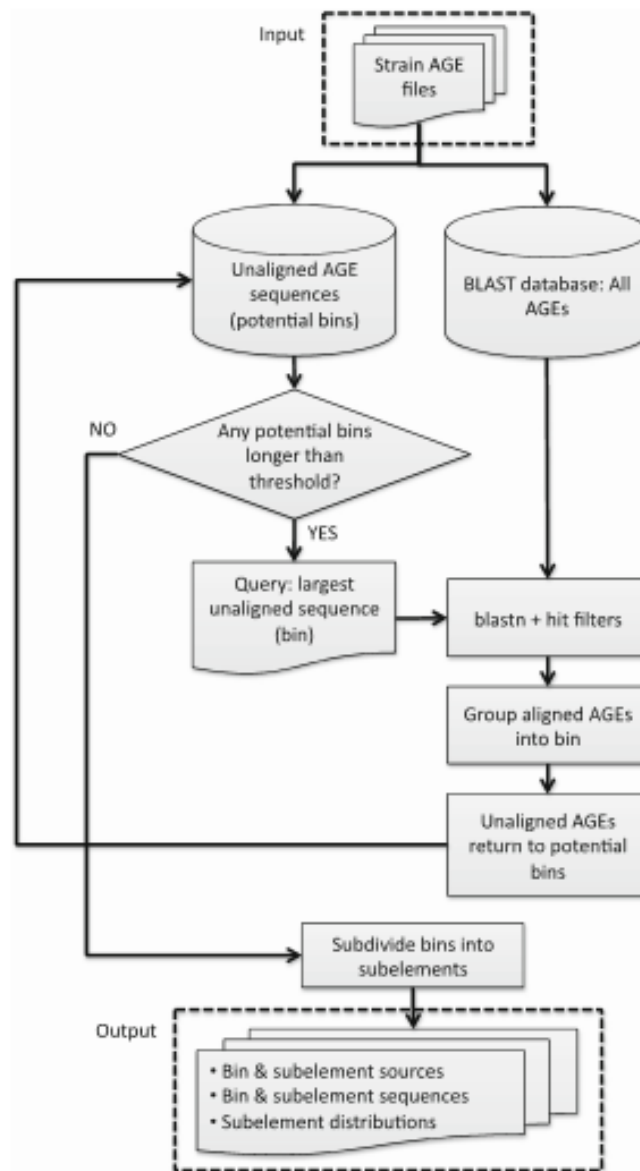 Input
Strain AGE
files
Unaligned AGE
sequences
(potential bins)
BLAST database: All
AGEs
NO
Any potential bins
longer than
threshold?
YES
Query: largest
unaligned sequence
(bin)
blastn + hit filters
Group aligned AGEs
into bin
Unaligned AGEs
return to potential
bins
Subdivide bins into
subelements
Output
• Bin & subelement sources
• Bin & subelement sequences
• Subelement distributions